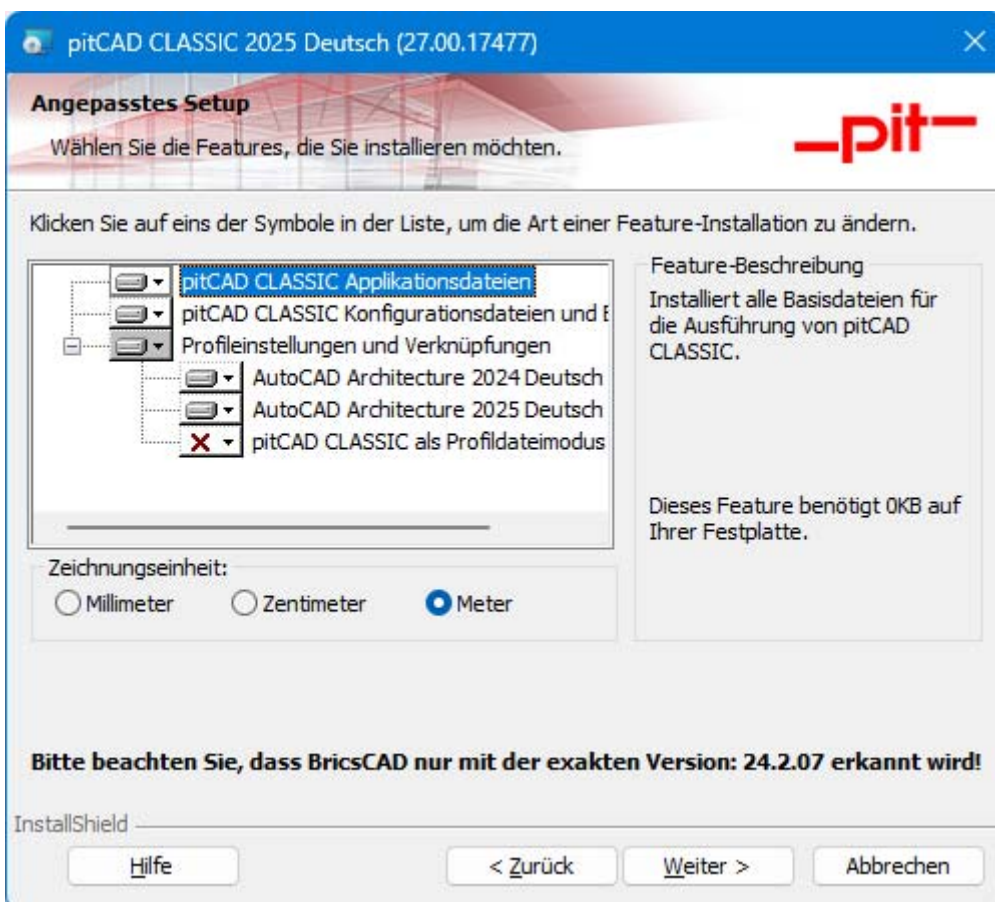 pitCAD CLASSIC 2025 Deutsch (27.00.17477)
Angepasstes Setup
Wählen Sie die Features, die Sie installieren möchten.
pit
Klicken Sie auf eins der Symbole in der Liste, um die Art einer Feature-Installation zu ändern.
pitCAD CLASSIC Applikationsdateien
pitCAD CLASSIC Konfigurationsdateien und
Profileinstellungen und Verknüpfungen
AutoCAD Architecture 2024 Deutsch
AutoCAD Architecture 2025 Deutsch
pitCAD CLASSIC als Profildateimodus
Feature-Beschreibung
Installiert alle Basisdateien für
die Ausführung von pitCAD
CLASSIC.
Dieses Feature benötigt 0KB auf
Ihrer Festplatte.
Zeichnungseinheit:
Millimeter Zentimeter Meter
Bitte beachten Sie, dass BricsCAD nur mit der exakten Version: 24.2.07 erkannt wird!
InstallShield
Hilfe < Zurück Weiter > Abbrechen